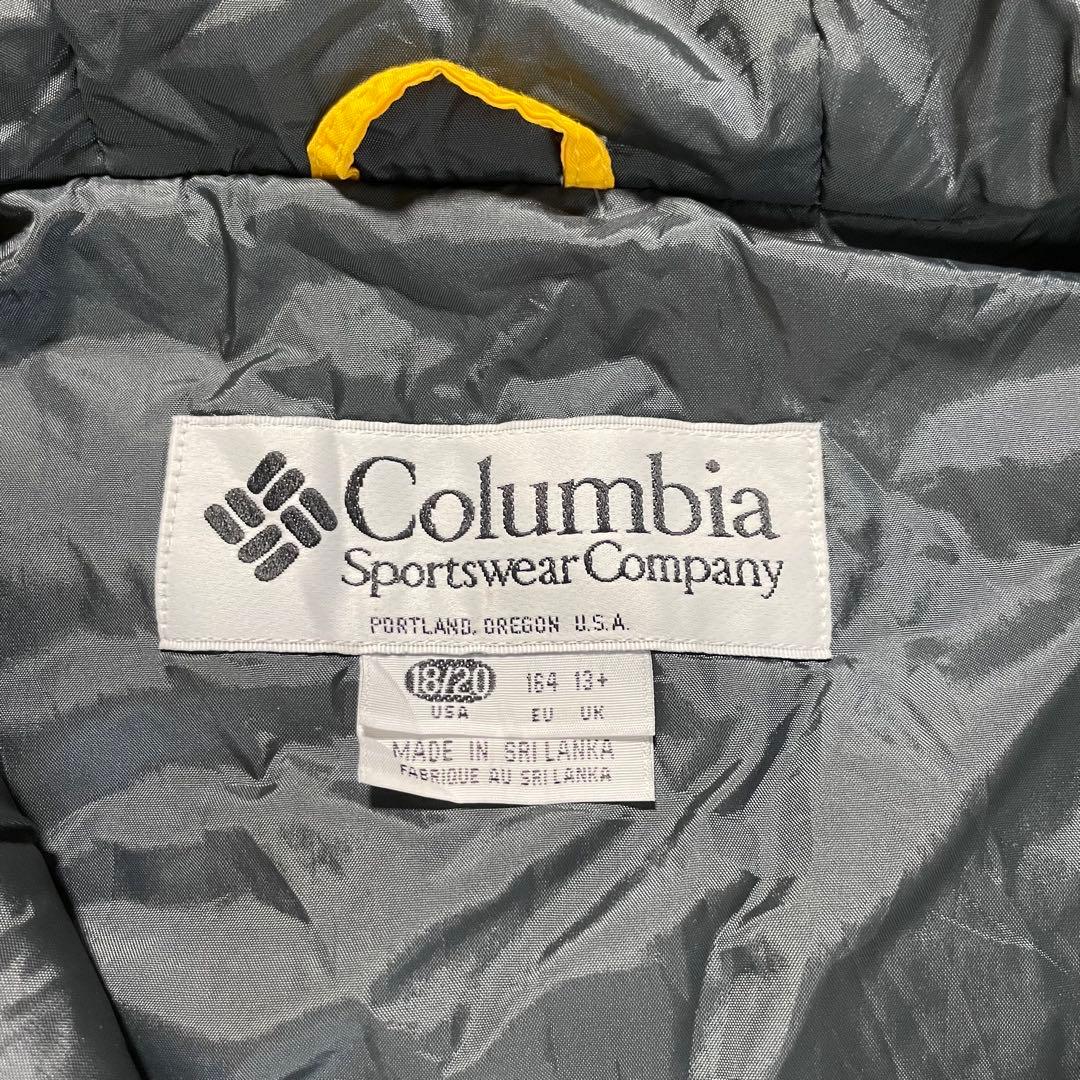 Columbia
Sportswear Company
PORTLAND, OREGON U.S.A.
18/20 164 13+
USA EU UK
MADE IN SRI LANKA
FABRIQUE AU SRI LANKA